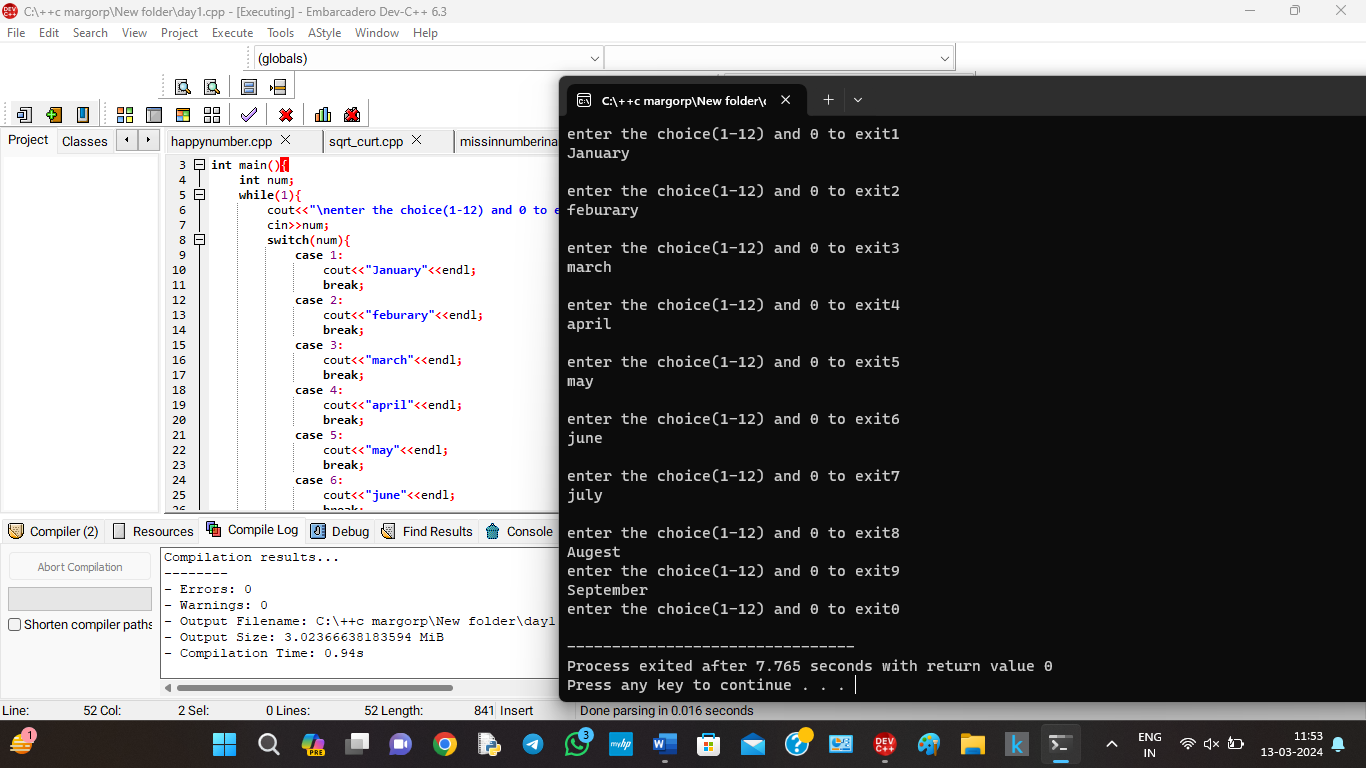 C:\++c margorp\New folder\day1.cpp - [Executing] - Embarcadero Dev-C++ 6.3
File Edit Search View Project Execute Tools AStyle Window Help
(globals)
Project Classes
happynumber.cpp sqrt_curt.cpp missinnumberina
3 int main(){
4 int num;
5 while(1){
6 cout<<"\nenter the choice(1-12) and 0 to e
7 cin>>num;
8 switch(num){
9 case 1:
10 cout<<"January"<<endl;
11 break;
12 case 2:
13 cout<<"feburary"<<endl;
14 break;
15 case 3:
16 cout<<"march"<<endl;
17 break;
18 case 4:
19 cout<<"april"<<endl;
20 break;
21 case 5:
22 cout<<"may"<<endl;
23 break;
24 case 6:
25 cout<<"june"<<endl;
26 break;
Compiler (2) Resources Compile Log Debug Find Results Console
Abort Compilation
Shorten compiler paths
Compilation results...
--------
- Errors: 0
- Warnings: 0
- Output Filename: C:\++c margorp\New folder\day1
- Output Size: 3.02366638183594 MiB
- Compilation Time: 0.94s
Line: 52 Col: 2 Sel: 0 Lines: 52 Length: 841 Insert Done parsing in 0.016 seconds
C:\++c margorp\New folder\
enter the choice(1-12) and 0 to exit1
January
enter the choice(1-12) and 0 to exit2
feburary
enter the choice(1-12) and 0 to exit3
march
enter the choice(1-12) and 0 to exit4
april
enter the choice(1-12) and 0 to exit5
may
enter the choice(1-12) and 0 to exit6
june
enter the choice(1-12) and 0 to exit7
july
enter the choice(1-12) and 0 to exit8
Augest
enter the choice(1-12) and 0 to exit9
September
enter the choice(1-12) and 0 to exit0
--------------------------------
Process exited after 7.765 seconds with return value 0
Press any key to continue . . .
1
PRE
3
myhp
W
?
DEV C++
k
ENG
IN
11:53
13-03-2024